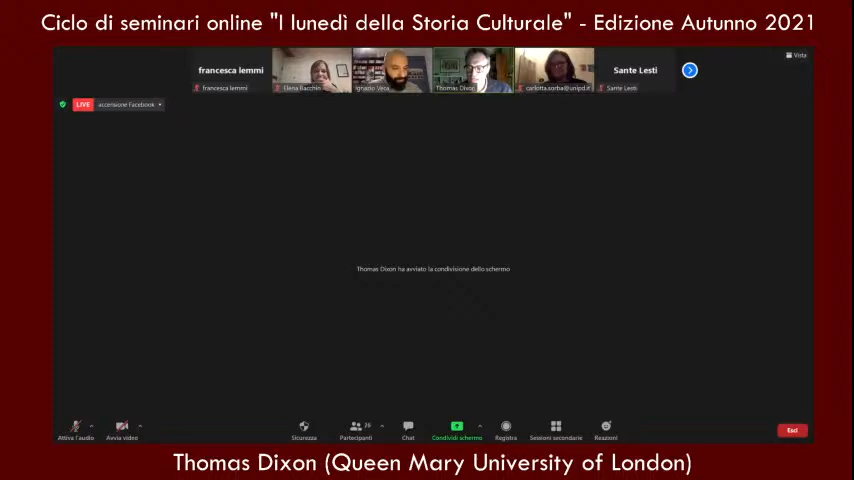 Ciclo di seminari online "I lunedì della Storia Culturale" - Edizione Autunno 2021
Vista
francesca lemmi
Sante Lesti
francesca lemmi
Elena Bacchin
Ignazio Veca
Thomas Dixon
carlotta.sorba@unipd.it
Sante Lesti
LIVE accensione Facebook
Thomas Dixon ha avviato la condivisione dello schermo
26
Attiva l'audio
Avvia video
Sicurezza
Partecipanti
Chat
Condividi schermo
Registra
Sessioni secondarie
Reazioni
Esci
Thomas Dixon (Queen Mary University of London)